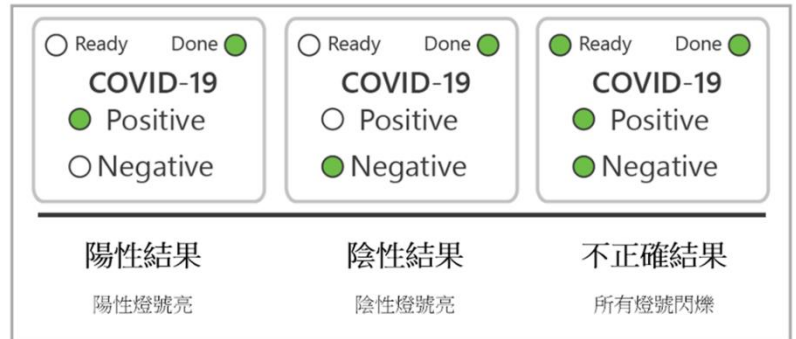 Ready Done
COVID-19
Positive
Negative
Ready Done
COVID-19
Positive
Negative
Ready Done
COVID-19
Positive
Negative
陽性結果
陽性燈號亮
陰性結果
陰性燈號亮
不正確結果
所有燈號閃爍